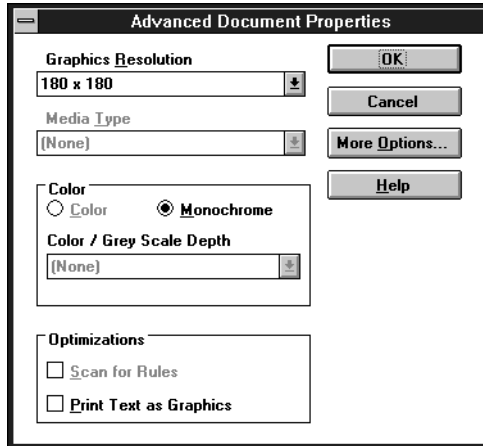 Advanced Document Properties
Graphics Resolution
180 x 180
Media Type
(None)
Color
Color
Monochrome
Color / Grey Scale Depth
(None)
Optimizations
Scan for Rules
Print Text as Graphics
OK
Cancel
More Options...
Help